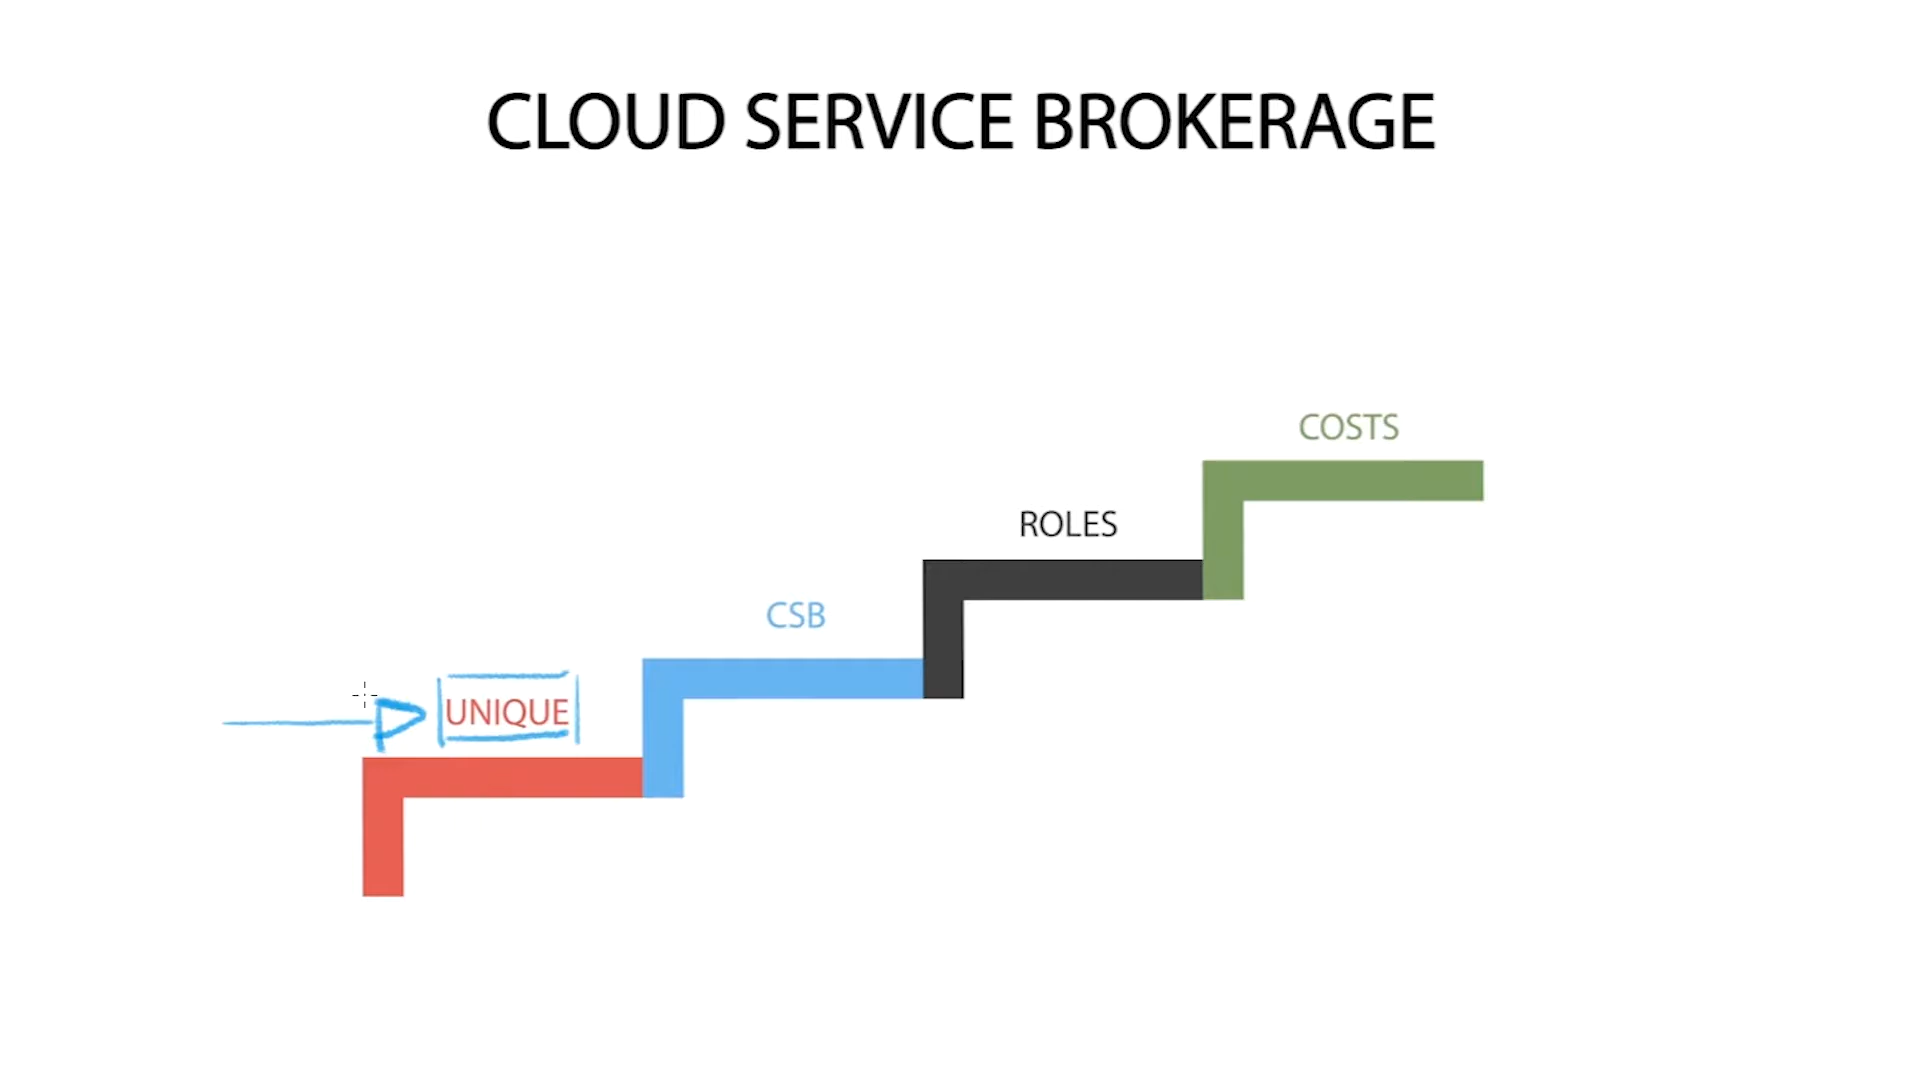 CLOUD SERVICE BROKERAGE
COSTS
ROLES
CSB
UNIQUE